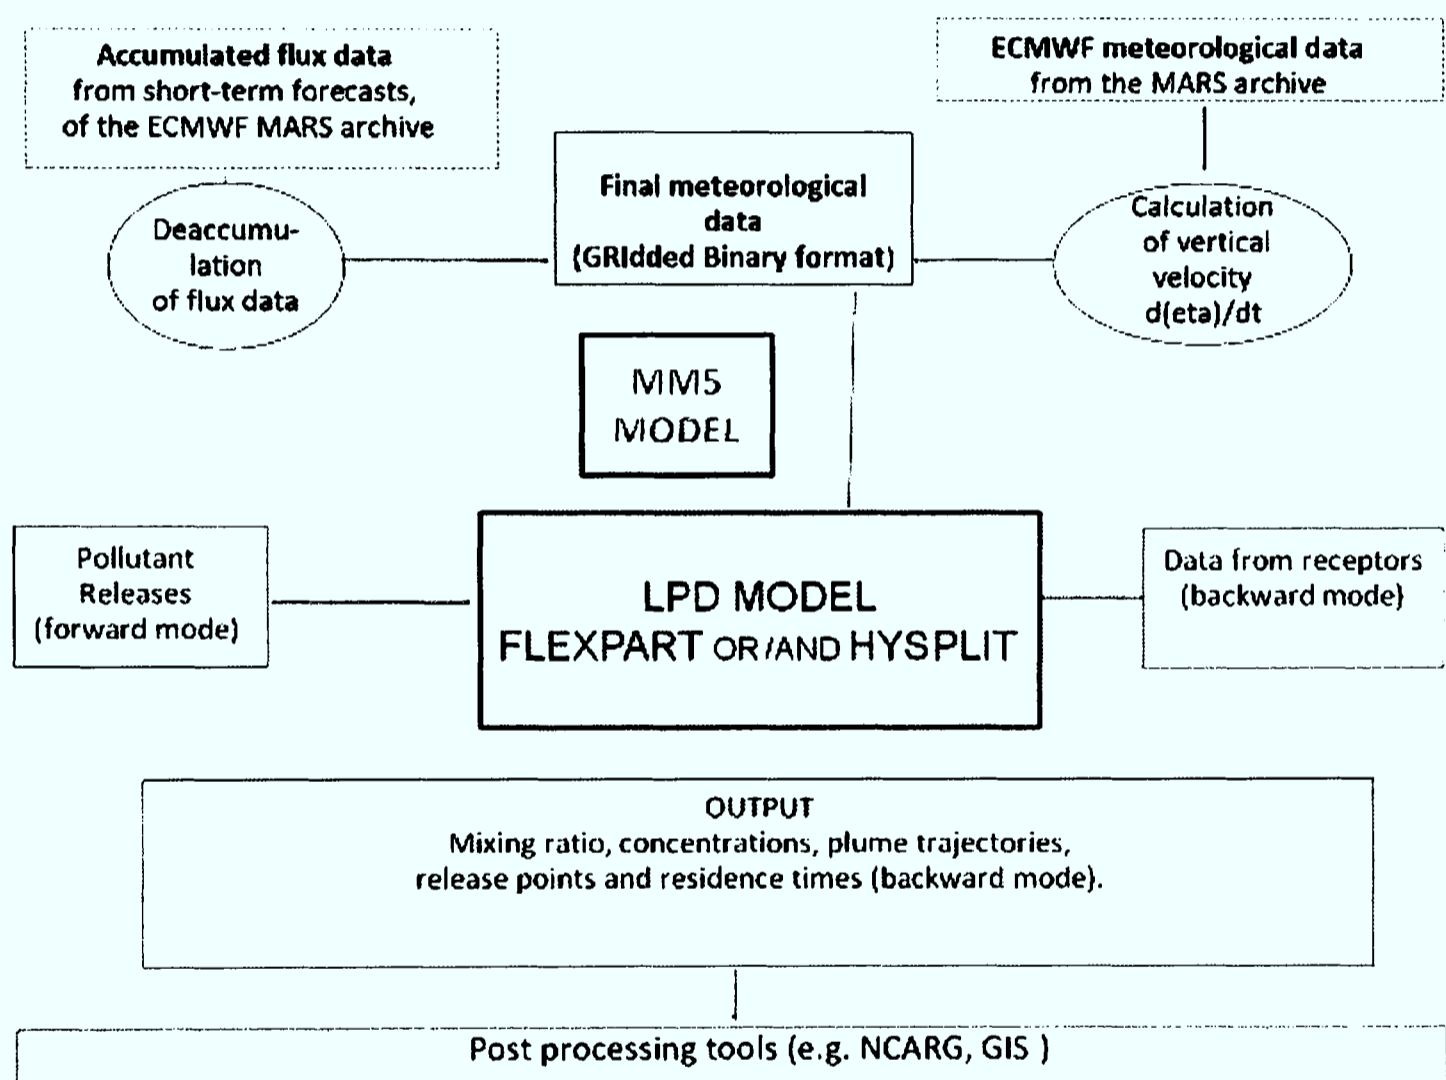 Accumulated flux data
from short-term forecasts,
of the ECMWF MARS archive
ECMWF meteorological data
from the MARS archive
Final meteorological
data
(GRIdded Binary format)
Deaccumu-
lation
of flux data
Calculation
of vertical
velocity
d(eta)/dt
MM5
MODEL
Pollutant
Releases
(forward mode)
LPD MODEL
FLEXPART OR/AND HYSPLIT
Data from receptors
(backward mode)
OUTPUT
Mixing ratio, concentrations, plume trajectories,
release points and residence times (backward mode).
Post processing tools (e.g. NCARG, GIS )